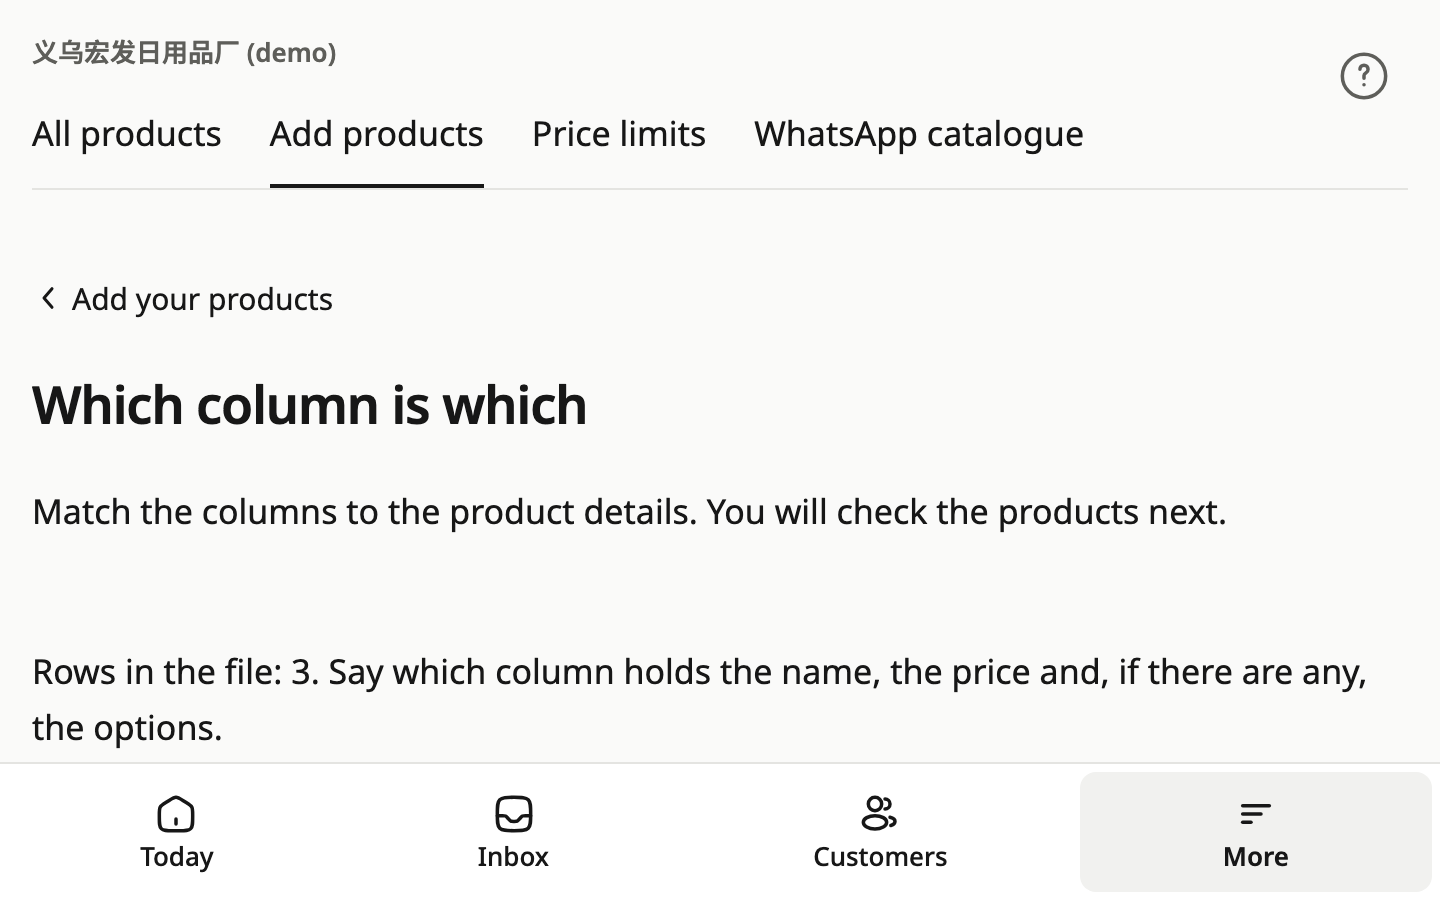 义乌宏发日用品厂 (demo)
All products
Add products
Price limits
WhatsApp catalogue
Add your products
Which column is which
Match the columns to the product details. You will check the products next.
Rows in the file: 3. Say which column holds the name, the price and, if there are any,
the options.
Today
Inbox
Customers
More